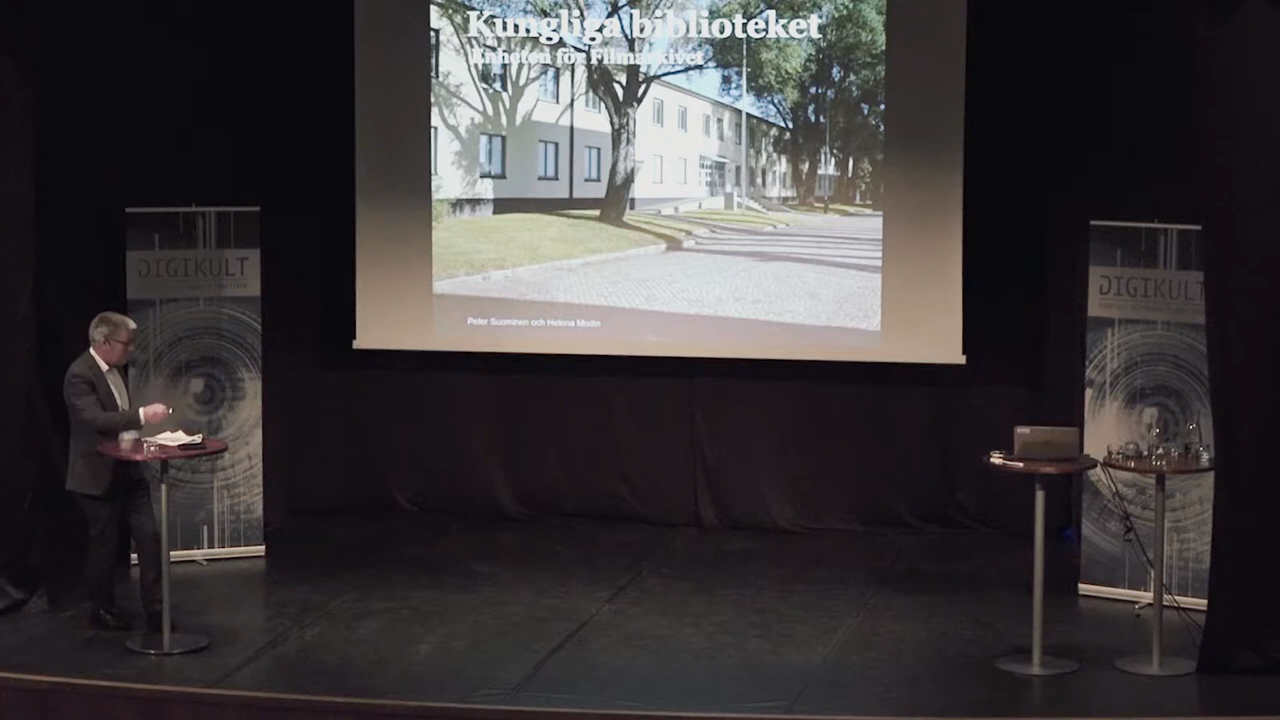 Kungliga biblioteket
Enheten för Filmarkivet
Peter Suominen och Helena Modin
DIGIKULT
DIGIKULT